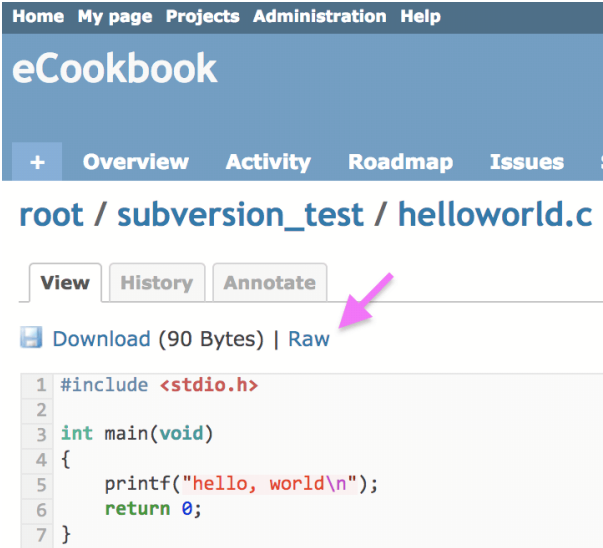 Home My page Projects Administration Help
eCookbook
+ Overview Activity Roadmap Issues
root / subversion_test / helloworld.c
View History Annotate
Download (90 Bytes) | Raw
1 #include <stdio.h>
2
3 int main(void)
4 {
5     printf("hello, world\n");
6     return 0;
7 }